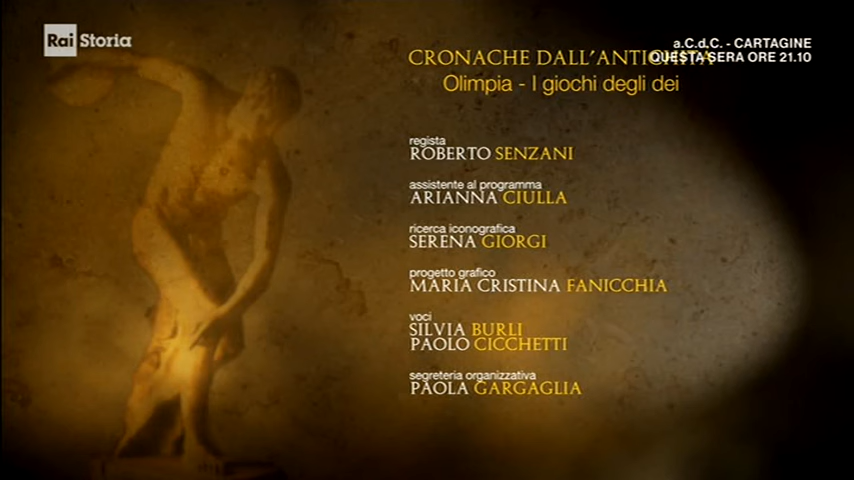 Rai Storia
a.C.d.C. - CARTAGINE
QUESTA SERA ORE 21.10
CRONACHE DALL'ANTICHITÀ
Olimpia - I giochi degli dei
regista
ROBERTO SENZANI
assistente al programma
ARIANNA CIULLA
ricerca iconografica
SERENA GIORGI
progetto grafico
MARIA CRISTINA FANICCHIA
voci
SILVIA BURLI
PAOLO CICCHETTI
segreteria organizzativa
PAOLA GARGAGLIA